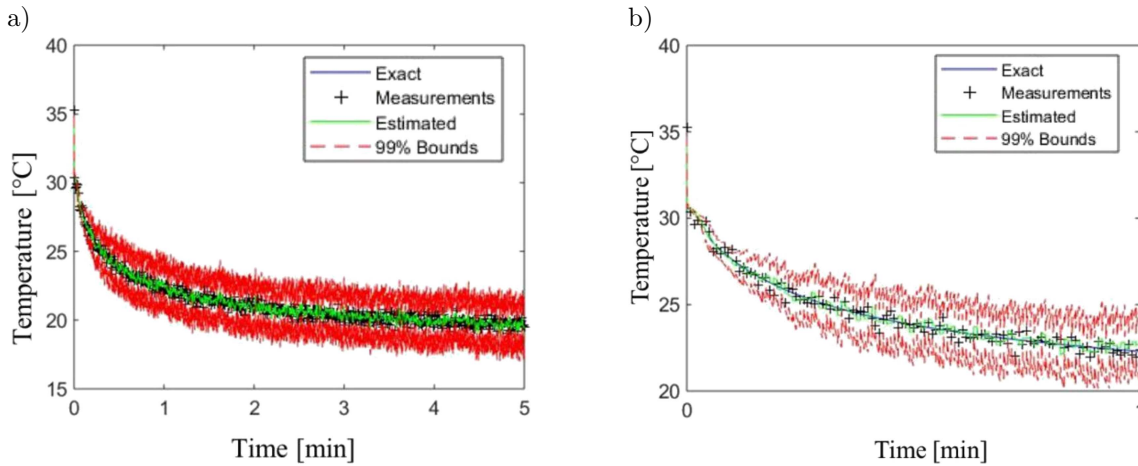 a)
40
35
30
25
20
15
0
1
2
3
4
5
Temperature [°C]
Time [min]
Exact
Measurements
Estimated
99% Bounds
b)
40
35
30
25
20
0
Temperature [°C]
Time [min]
Exact
Measurements
Estimated
99% Bounds